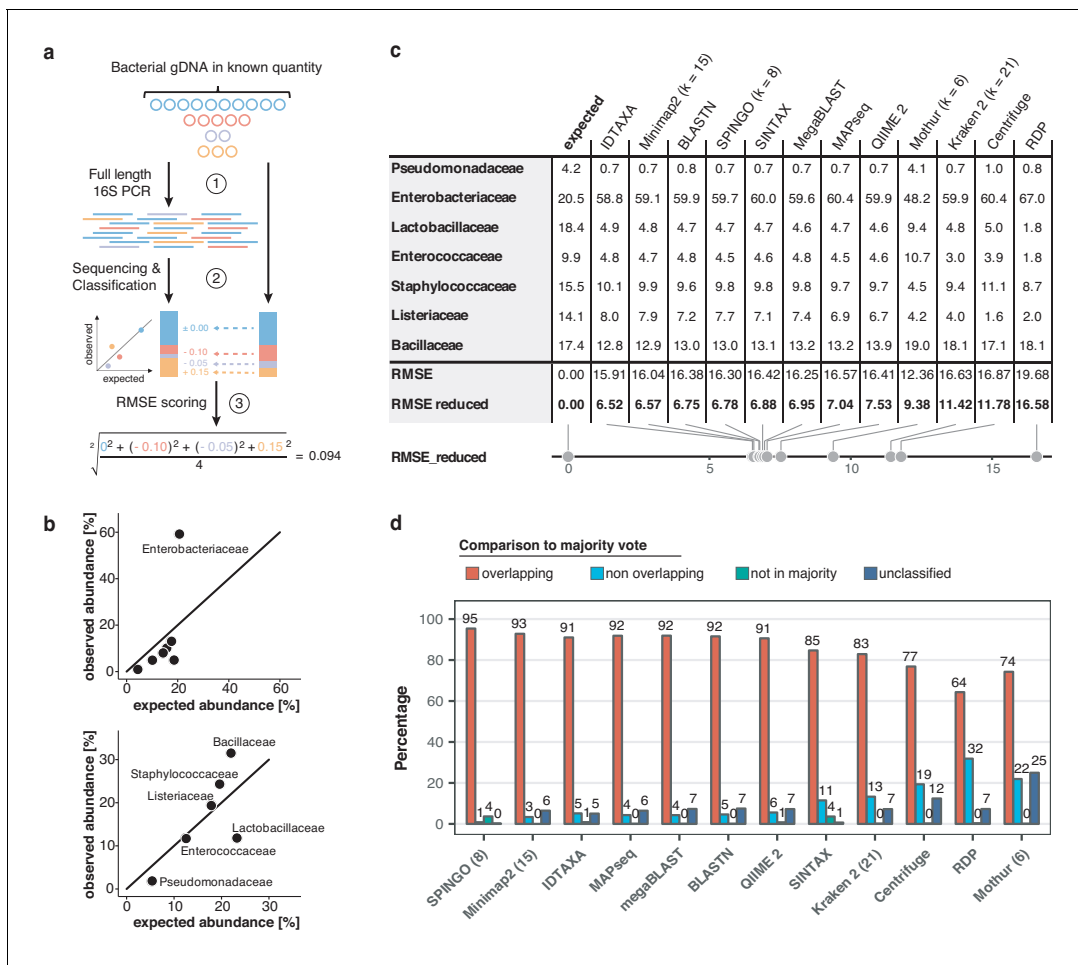 a
Bacterial gDNA in known quantity
Full length
16S PCR
1
Sequencing &
Classification
2
observed
expected
± 0.00
- 0.10
- 0.05
+ 0.15
RMSE scoring
3
2 0² + (- 0.10)² + (- 0.05)² + 0.15 ²
4
= 0.094
b
observed abundance [%]
60
40
20
0
Enterobacteriaceae
0 20 40 60
expected abundance [%]
observed abundance [%]
30
20
10
0
Bacillaceae
Staphylococcaceae
Listeriaceae
Lactobacillaceae
Enterococcaceae
Pseudomonadaceae
0 10 20 30
expected abundance [%]
c
expected IDTAXA Minimap2 (k = 15) BLASTN SPINGO (k = 8) SINTAX MegaBLAST MAPseq QIIME 2 Mothur (k = 6) Kraken 2 (k = 21) Centrifuge RDP
Pseudomonadaceae 4.2 0.7 0.7 0.8 0.7 0.7 0.7 0.7 0.7 4.1 0.7 1.0 0.8
Enterobacteriaceae 20.5 58.8 59.1 59.9 59.7 60.0 59.6 60.4 59.9 48.2 59.9 60.4 67.0
Lactobacillaceae 18.4 4.9 4.8 4.7 4.7 4.7 4.6 4.7 4.6 9.4 4.8 5.0 1.8
Enterococcaceae 9.9 4.8 4.7 4.8 4.5 4.6 4.8 4.5 4.6 10.7 3.0 3.9 1.8
Staphylococcaceae 15.5 10.1 9.9 9.6 9.8 9.8 9.8 9.7 9.7 4.5 9.4 11.1 8.7
Listeriaceae 14.1 8.0 7.9 7.2 7.7 7.1 7.4 6.9 6.7 4.2 4.0 1.6 2.0
Bacillaceae 17.4 12.8 12.9 13.0 13.0 13.1 13.2 13.2 13.9 19.0 18.1 17.1 18.1
RMSE 0.00 15.91 16.04 16.38 16.30 16.42 16.25 16.57 16.41 12.36 16.63 16.87 19.68
RMSE reduced 0.00 6.52 6.57 6.75 6.78 6.88 6.95 7.04 7.53 9.38 11.42 11.78 16.58
RMSE_reduced
0 5 10 15
d
Comparison to majority vote
overlapping non overlapping not in majority unclassified
Percentage
100
80
60
40
20
0
95 1 4 0
93 3 0 6
91 5 1 5
92 4 0 6
92 4 0 7
92 5 0 7
91 6 1 7
85 11 4 1
83 13 0 7
77 19 0 12
64 32 0 7
74 22 0 25
SPINGO (8) Minimap2 (15) IDTAXA MAPseq megaBLAST BLASTN QIIME 2 SINTAX Kraken 2 (21) Centrifuge RDP Mothur (6)